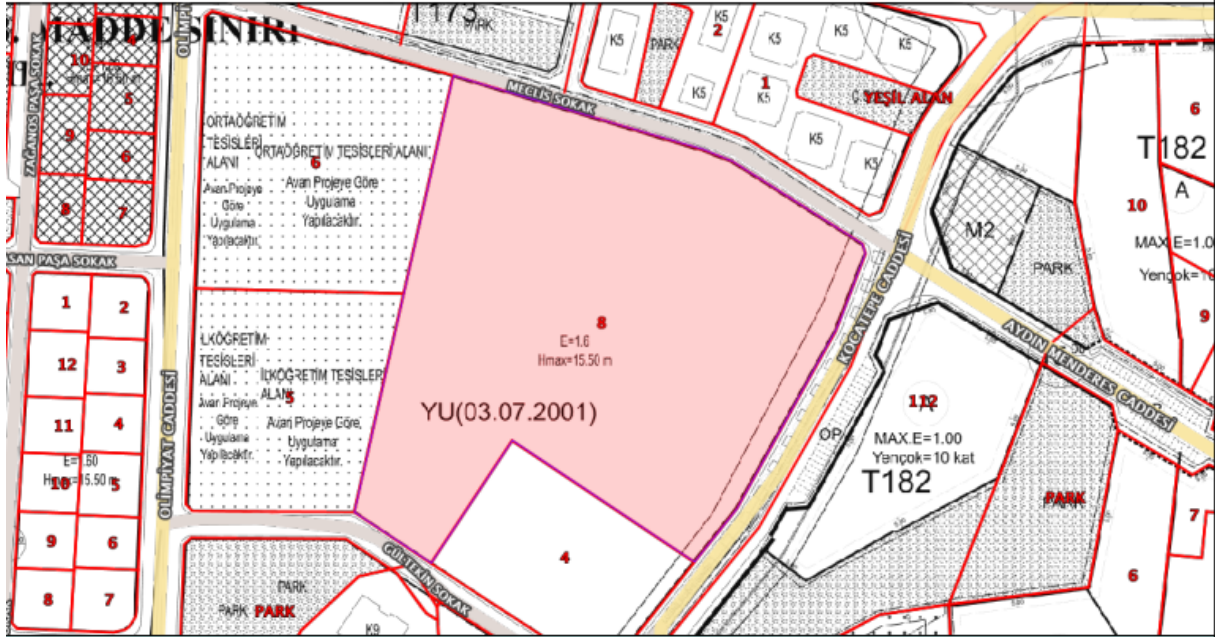 MADDE SINIRI
T173
PARK
K5
2
K5
K5
K5
PARK
K5
1
K5
YEŞİL ALAN
K5
K5
MECLİS SOKAK
OLİMPİYAT CADDESİ
ZAĞANOS PAŞA SOKAK
10
5
9
6
8
7
ORTAÖĞRETİM
TESİSLERİ
ALANI
Avan Projeye
Göre
Uygulama
Yapılacaktır.
ORTAÖĞRETİM TESİSLERİ ALANI
6
Avan Projeye Göre
Uygulama
Yapılacaktır.
6
T182
A
10
MAX.E=1.0
Yençok=10
9
M2
PARK
ASAN PAŞA SOKAK
1
2
12
3
11
4
E=1.60
Hmax=15.50 m
10
5
9
6
8
7
8
E=1.6
Hmax=15.50 m
YU(03.07.2001)
KOCATEPE CADDESİ
AYDIN MENDERES CADDESİ
İLKÖĞRETİM
TESİSLERİ
ALANI
Avan Projeye
Göre
Uygulama
Yapılacaktır.
İLKÖĞRETİM TESİSLERİ
ALANI
5
Avan Projeye Göre
Uygulama
Yapılacaktır.
112
MAX.E=1.00
Yençok=10 kat
T182
OP
PARK
7
6
4
GÜLTEKİN SOKAK
PARK
PARK
PARK
K9